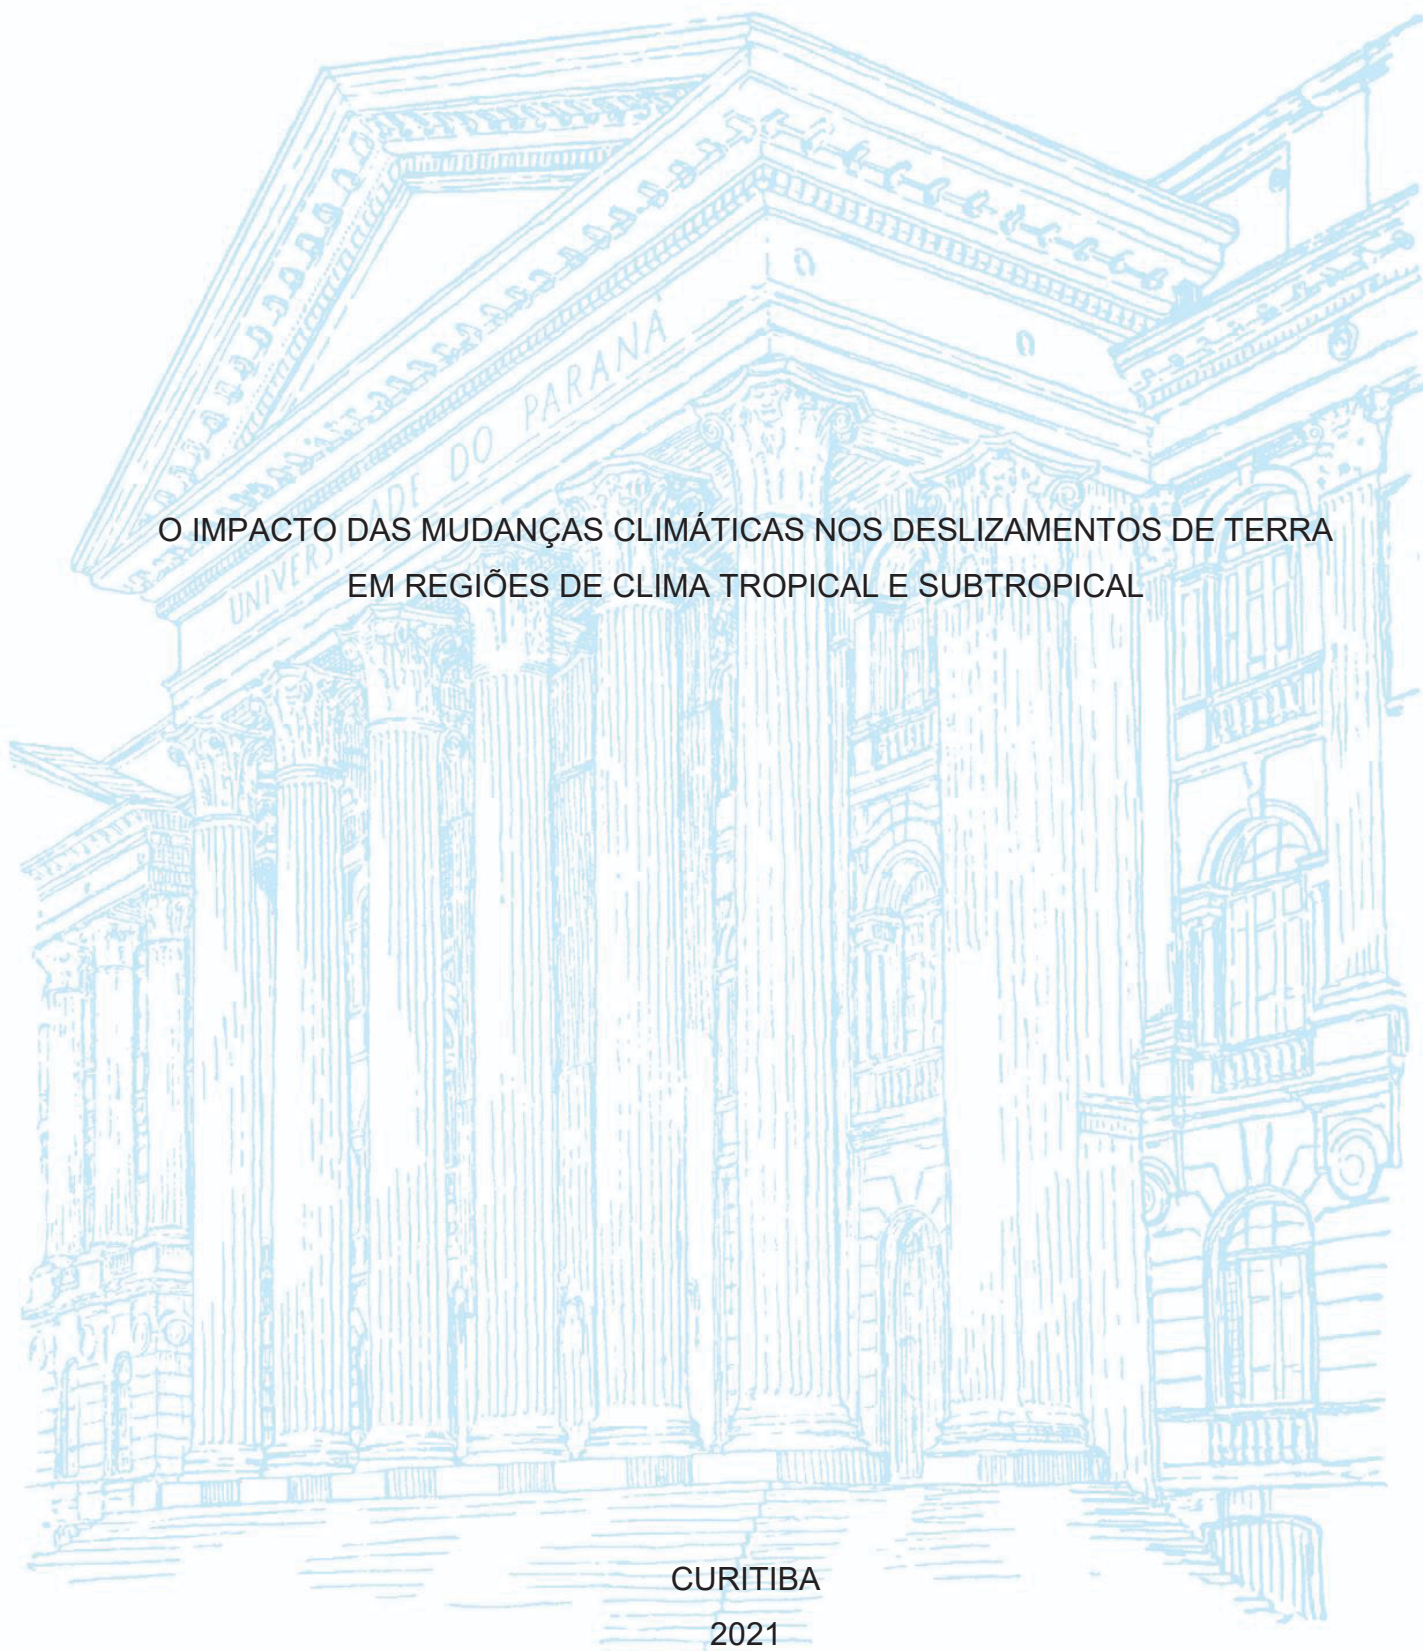 UNIVERSIDADE DO PARANÁ
O IMPACTO DAS MUDANÇAS CLIMÁTICAS NOS DESLIZAMENTOS DE TERRA
EM REGIÕES DE CLIMA TROPICAL E SUBTROPICAL
CURITIBA
2021